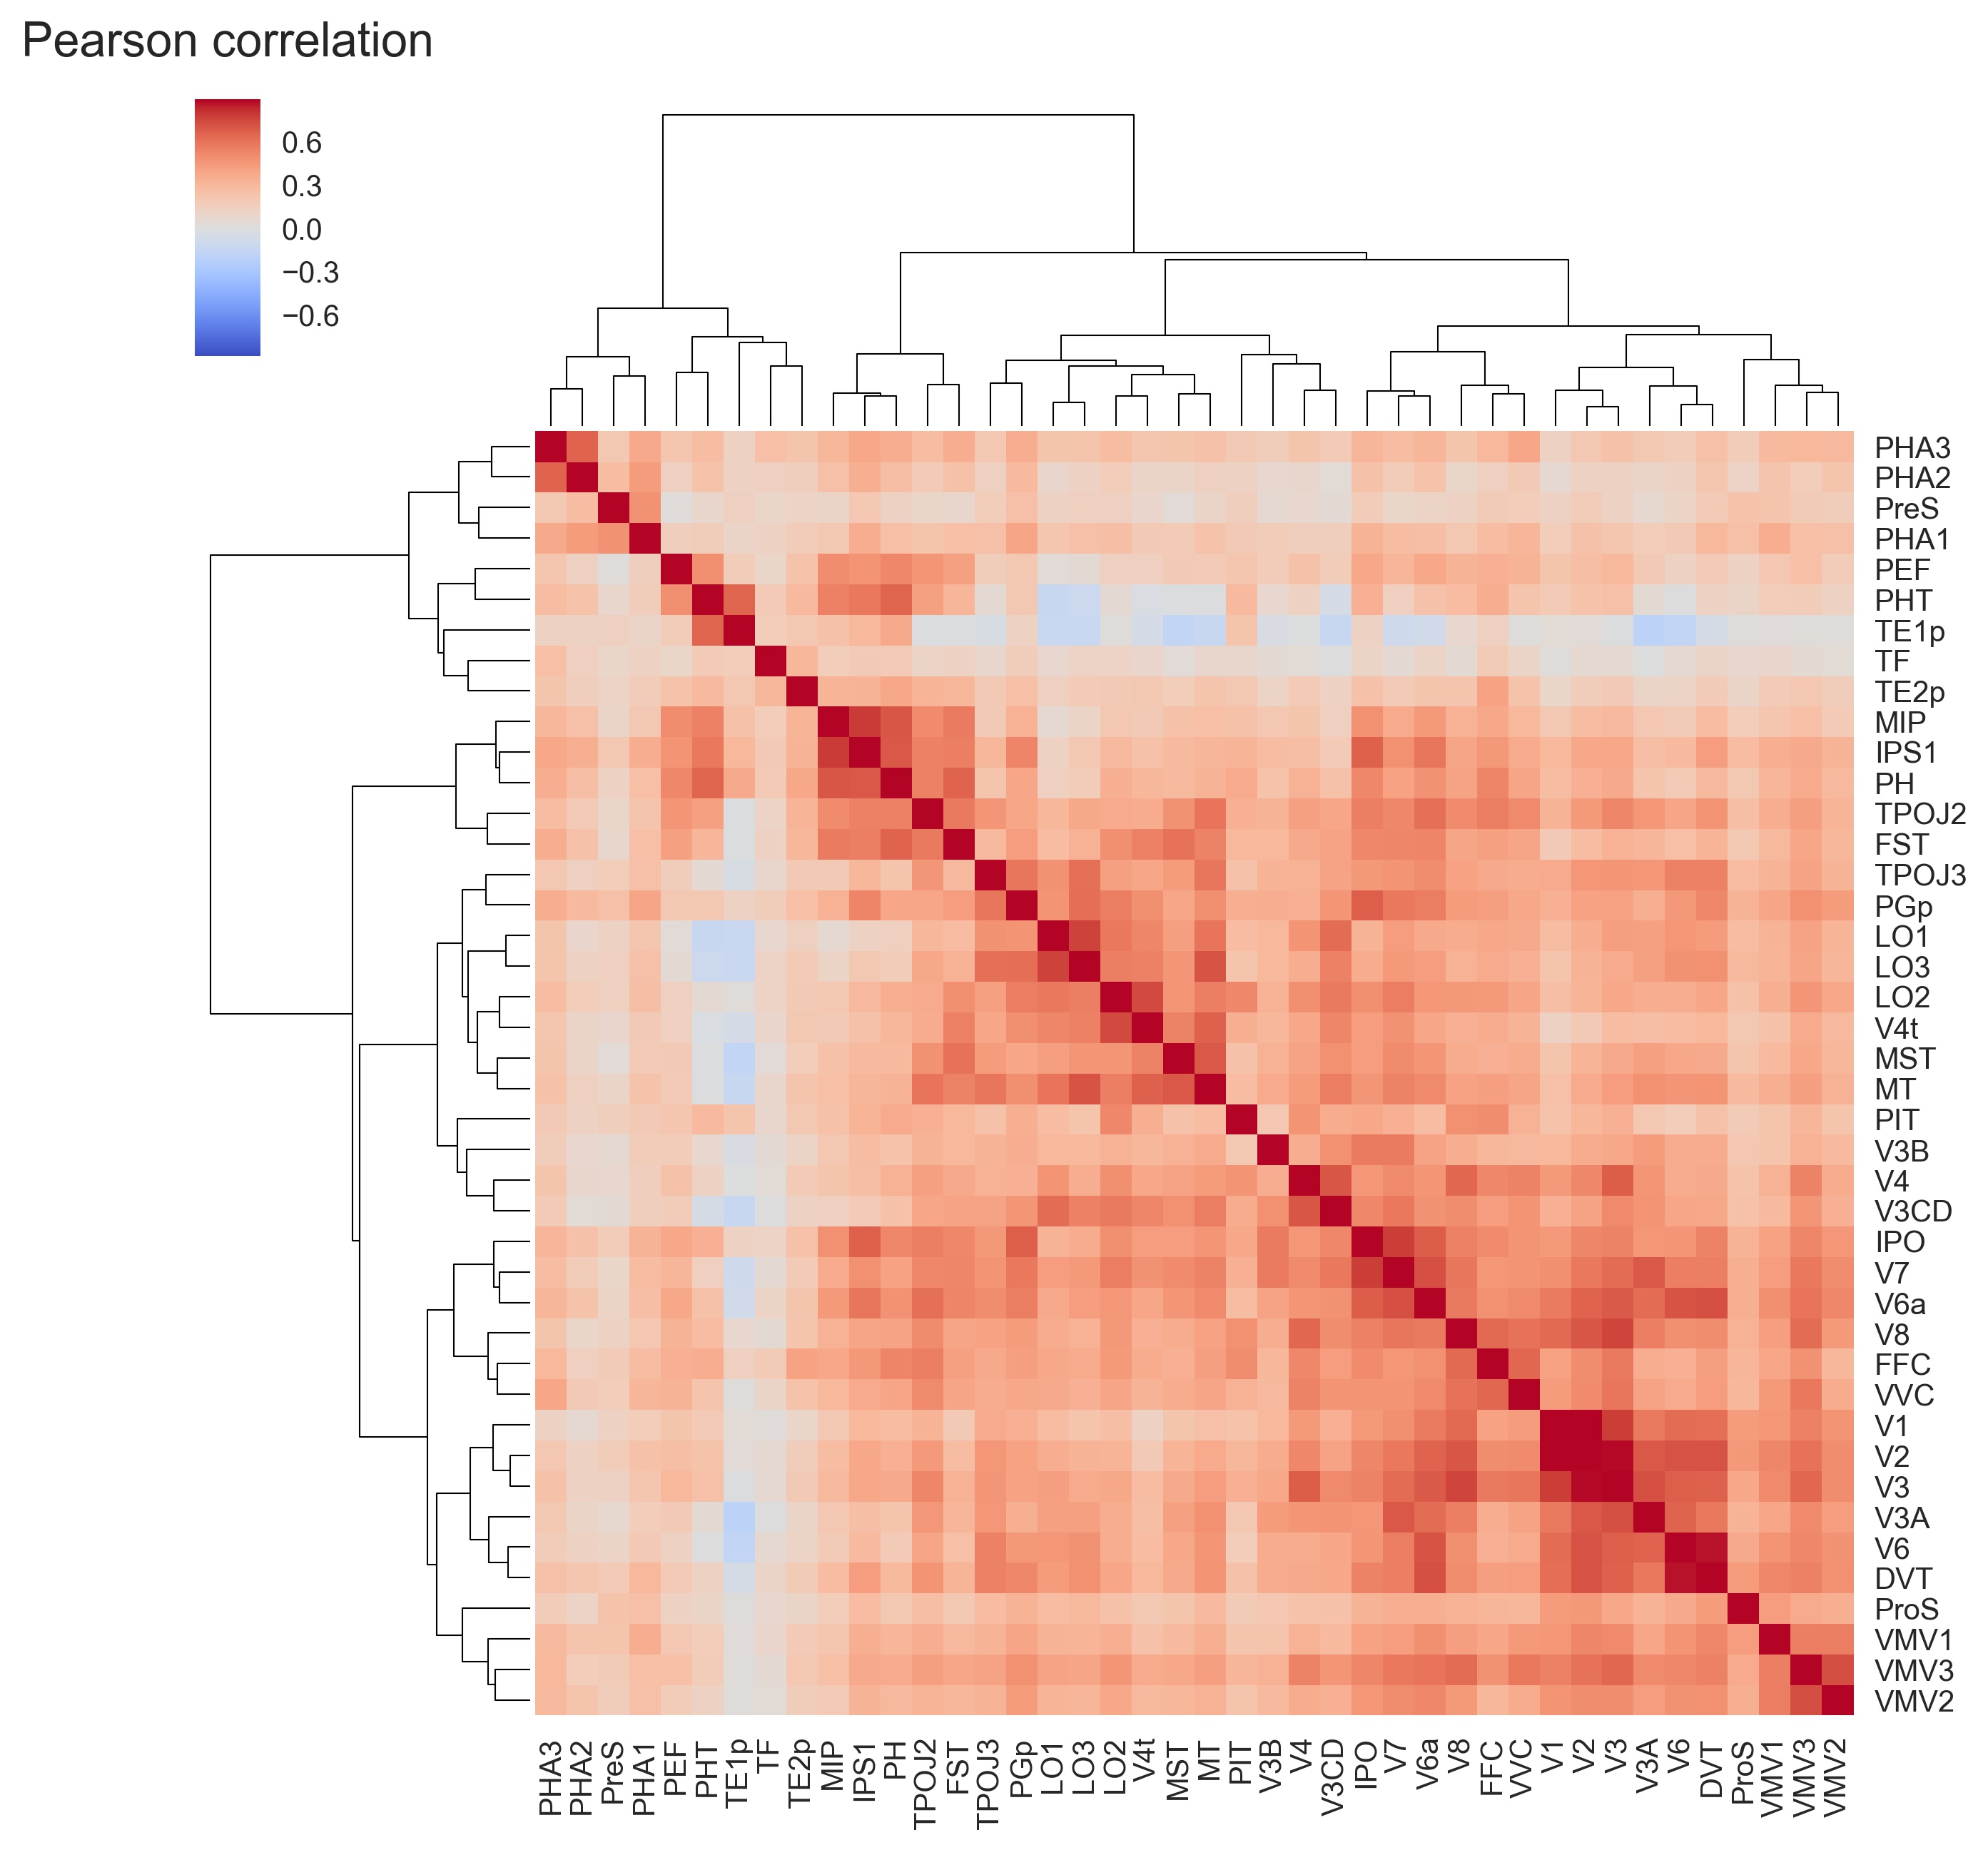 Pearson correlation
0.6
0.3
0.0
−0.3
−0.6
PHA3
PHA2
PreS
PHA1
PEF
PHT
TE1p
TF
TE2p
MIP
IPS1
PH
TPOJ2
FST
TPOJ3
PGp
LO1
LO3
LO2
V4t
MST
MT
PIT
V3B
V4
V3CD
IPO
V7
V6a
V8
FFC
VVC
V1
V2
V3
V3A
V6
DVT
ProS
VMV1
VMV3
VMV2
PHA3 PHA2 PreS PHA1 PEF PHT TE1p TF TE2p MIP IPS1 PH TPOJ2 FST TPOJ3 PGp LO1 LO3 LO2 V4t MST MT PIT V3B V4 V3CD IPO V7 V6a V8 FFC VVC V1 V2 V3 V3A V6 DVT ProS VMV1 VMV3 VMV2